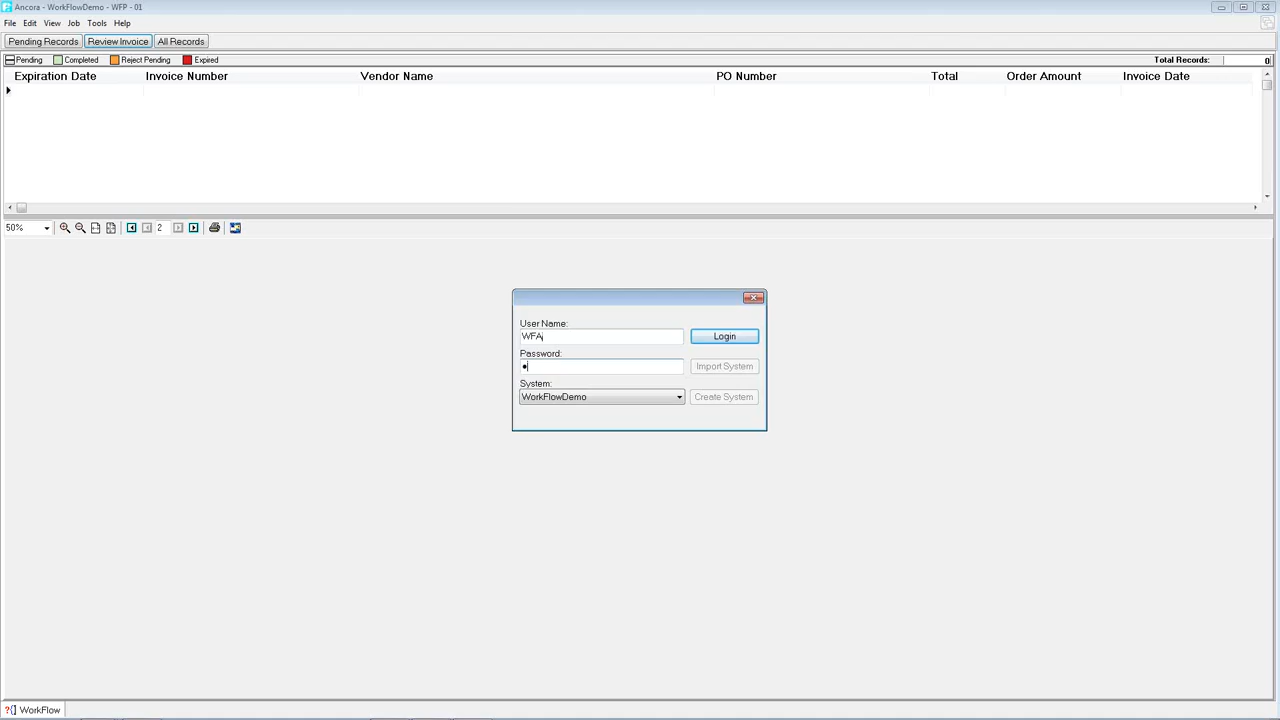 Ancora - WorkFlowDemo - WFP - 01
File Edit View Job Tools Help
Pending Records Review Invoice All Records
Pending Completed Reject Pending Expired Total Records: 0
Expiration Date Invoice Number Vendor Name PO Number Total Order Amount Invoice Date
50% 2
User Name:
WFAj Login
Password:
Import System
System:
WorkFlowDemo Create System
WorkFlow